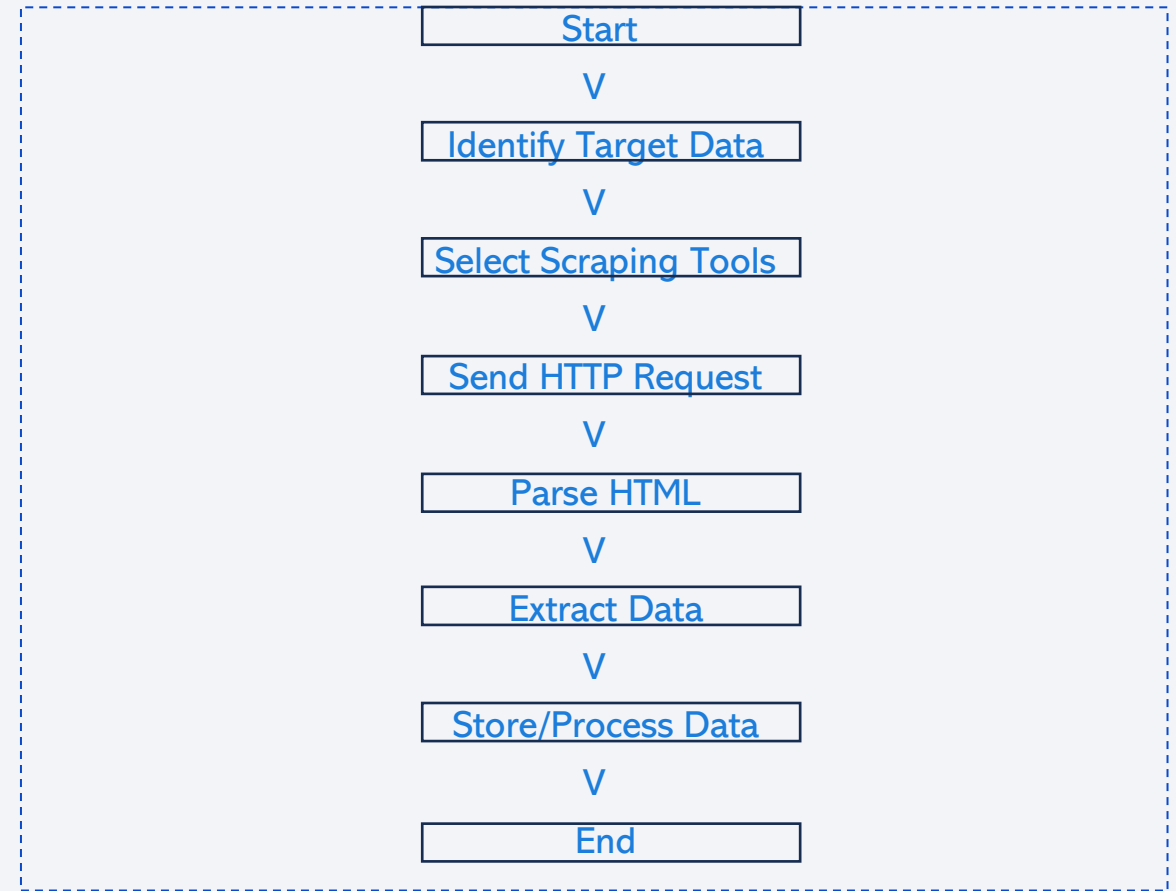 Start
V
Identify Target Data
V
Select Scraping Tools
V
Send HTTP Request
V
Parse HTML
V
Extract Data
V
Store/Process Data
V
End